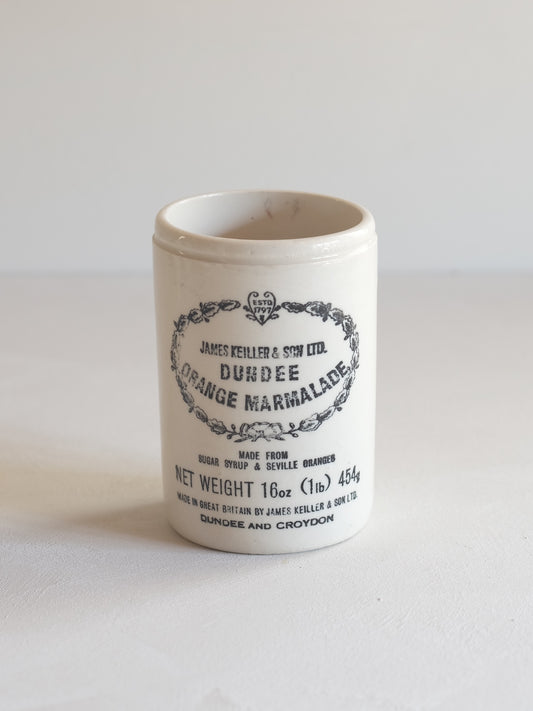 ESTD
1797
JAMES KEILLER & SON LTD.
DUNDEE
ORANGE MARMALADE
MADE FROM
SUGAR SYRUP & SEVILLE ORANGES
NET WEIGHT 16oz (1lb) 454g
MADE IN GREAT BRITAIN BY JAMES KEILLER & SON LTD.
DUNDEE AND CROYDON